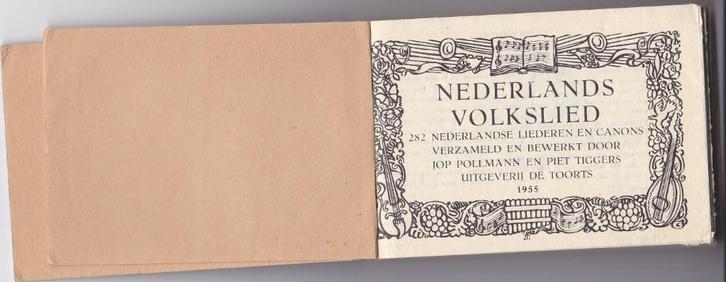 NEDERLANDS
VOLKSLIED
282 NEDERLANDSE LIEDEREN EN CANONS
VERZAMELD EN BEWERKT DOOR
JOP POLLMANN EN PIET TIGGERS
UITGEVERIJ DE TOORTS
1955